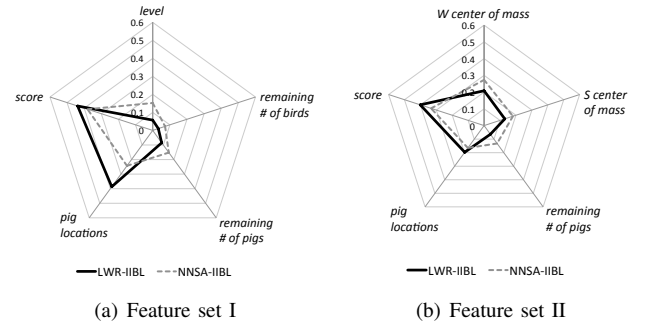 level
0.6
0.5
0.4
0.3
0.2
0.1
0
score
remaining
# of birds
pig
locations
remaining
# of pigs
LWR-IIBL NNSA-IIBL
(a) Feature set I
W center of mass
0.6
0.5
0.4
0.3
0.2
0.1
0
score
S center
of mass
pig
locations
remaining
# of pigs
LWR-IIBL NNSA-IIBL
(b) Feature set II